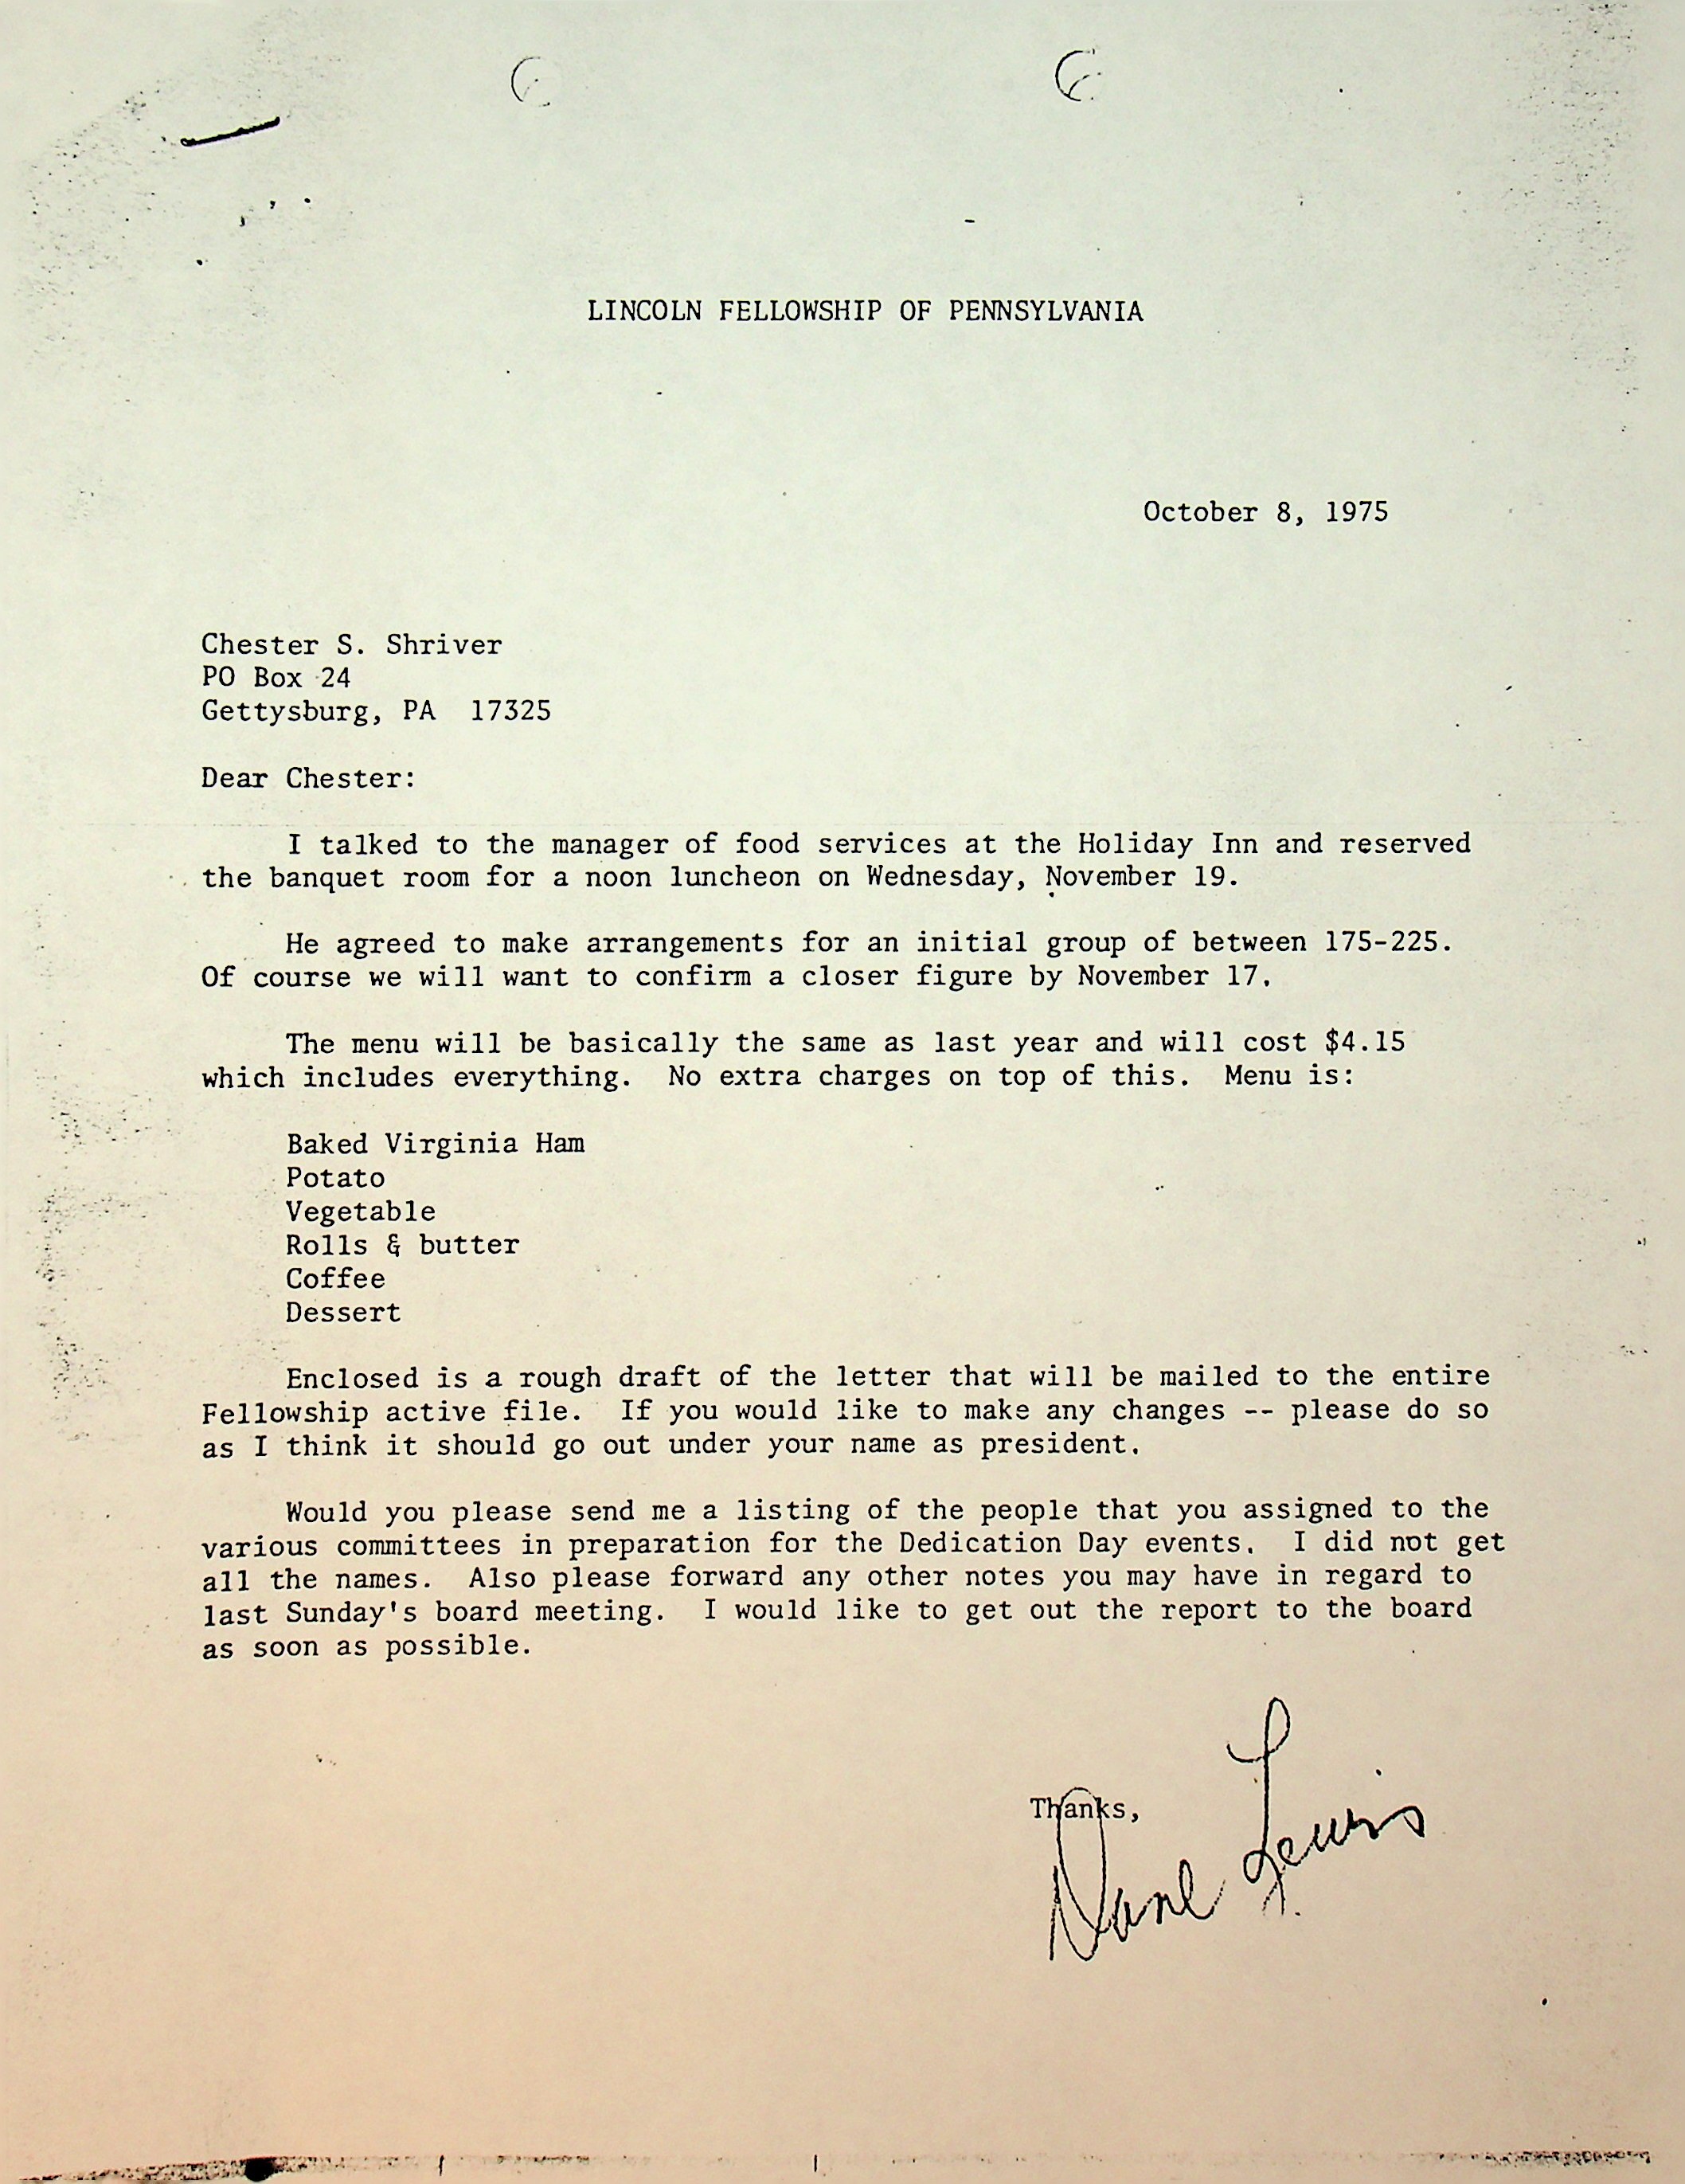 LINCOLN FELLOWSHIP OF PENNSYLVANIA
October 8, 1975
Chester S. Shriver
PO Box 24
Gettysburg, PA  17325
Dear Chester:
I talked to the manager of food services at the Holiday Inn and reserved
the banquet room for a noon luncheon on Wednesday, November 19.
He agreed to make arrangements for an initial group of between 175-225.
Of course we will want to confirm a closer figure by November 17.
The menu will be basically the same as last year and will cost $4.15
which includes everything.  No extra charges on top of this.  Menu is:
Baked Virginia Ham
Potato
Vegetable
Rolls & butter
Coffee
Dessert
Enclosed is a rough draft of the letter that will be mailed to the entire
Fellowship active file.  If you would like to make any changes -- please do so
as I think it should go out under your name as president.
Would you please send me a listing of the people that you assigned to the
various committees in preparation for the Dedication Day events.  I did not get
all the names.  Also please forward any other notes you may have in regard to
last Sunday's board meeting.  I would like to get out the report to the board
as soon as possible.
Thanks,
Lewis